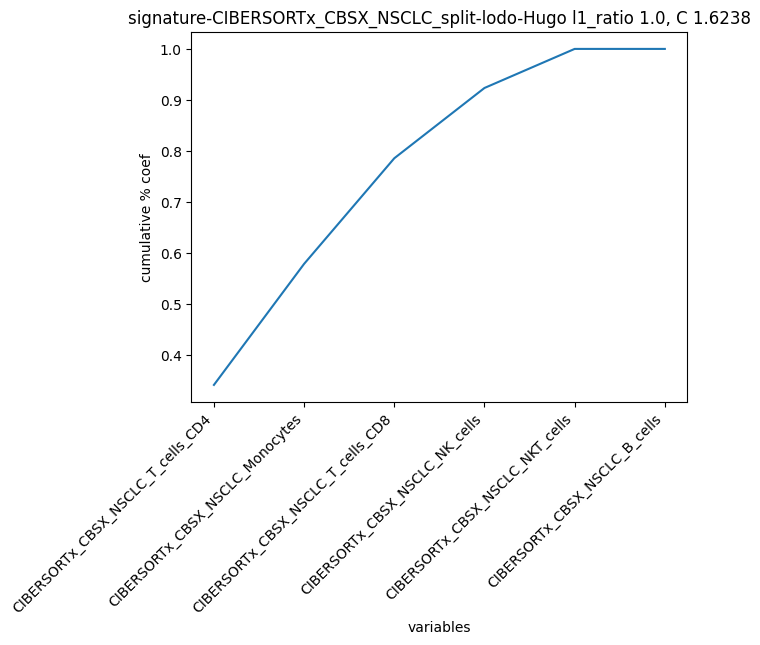 signature-CIBERSORTx_CBSX_NSCLC_split-lodo-Hugo l1_ratio 1.0, C 1.6238
1.0
0.9
0.8
0.7
0.6
0.5
0.4
cumulative % coef
CIBERSORTx_CBSX_NSCLC_T_cells_CD4
CIBERSORTx_CBSX_NSCLC_Monocytes
CIBERSORTx_CBSX_NSCLC_T_cells_CD8
CIBERSORTx_CBSX_NSCLC_NK_cells
CIBERSORTx_CBSX_NSCLC_NKT_cells
CIBERSORTx_CBSX_NSCLC_B_cells
variables